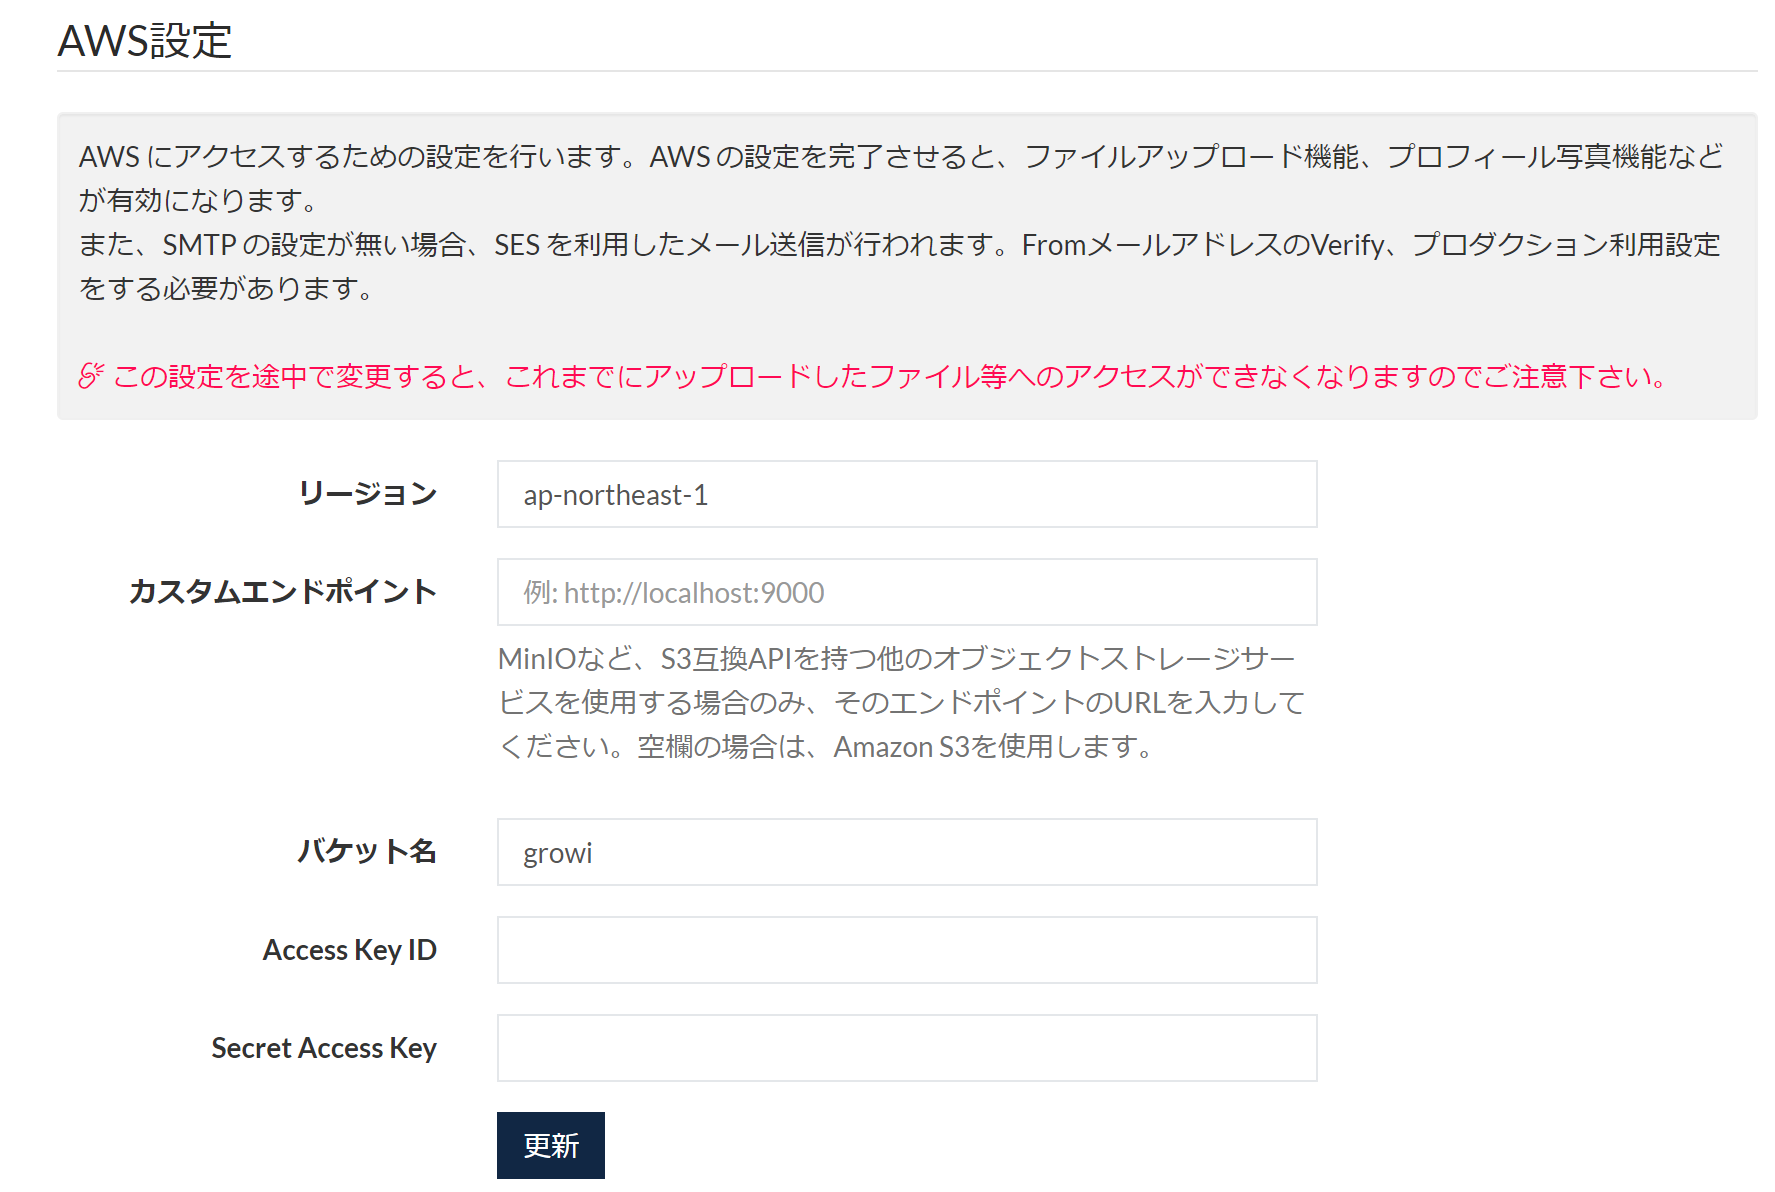 AWS設定
AWS にアクセスするための設定を行います。AWS の設定を完了させると、ファイルアップロード機能、プロフィール写真機能など
が有効になります。
また、SMTP の設定が無い場合、SES を利用したメール送信が行われます。FromメールアドレスのVerify、プロダクション利用設定
をする必要があります。
この設定を途中で変更すると、これまでにアップロードしたファイル等へのアクセスができなくなりますのでご注意下さい。
リージョン
ap-northeast-1
カスタムエンドポイント
例: http://localhost:9000
MinIOなど、S3互換APIを持つ他のオブジェクトストレージサー
ビスを使用する場合のみ、そのエンドポイントのURLを入力して
ください。空欄の場合は、Amazon S3を使用します。
バケット名
growi
Access Key ID
Secret Access Key
更新